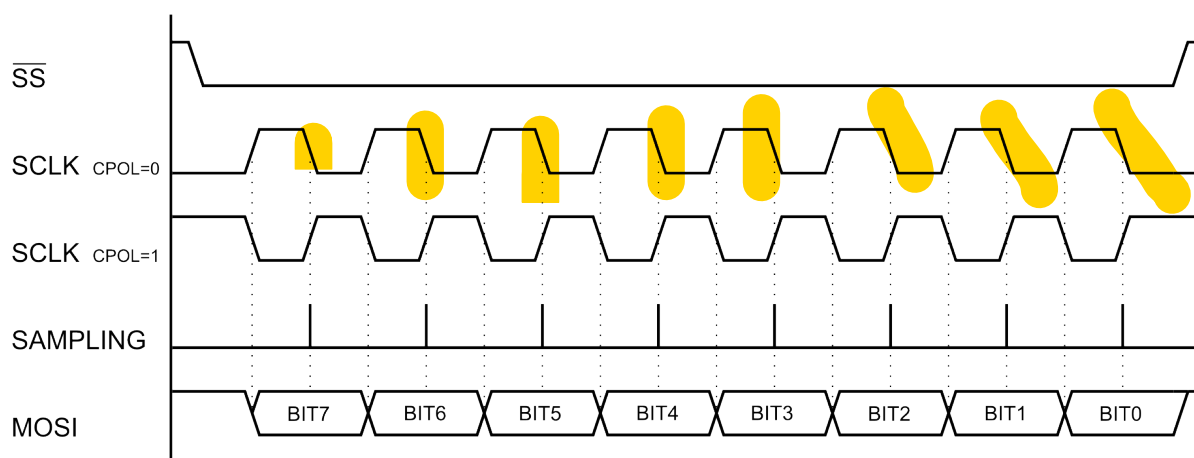 SS
SCLK CPOL=0
SCLK CPOL=1
SAMPLING
MOSI BIT7 BIT6 BIT5 BIT4 BIT3 BIT2 BIT1 BIT0